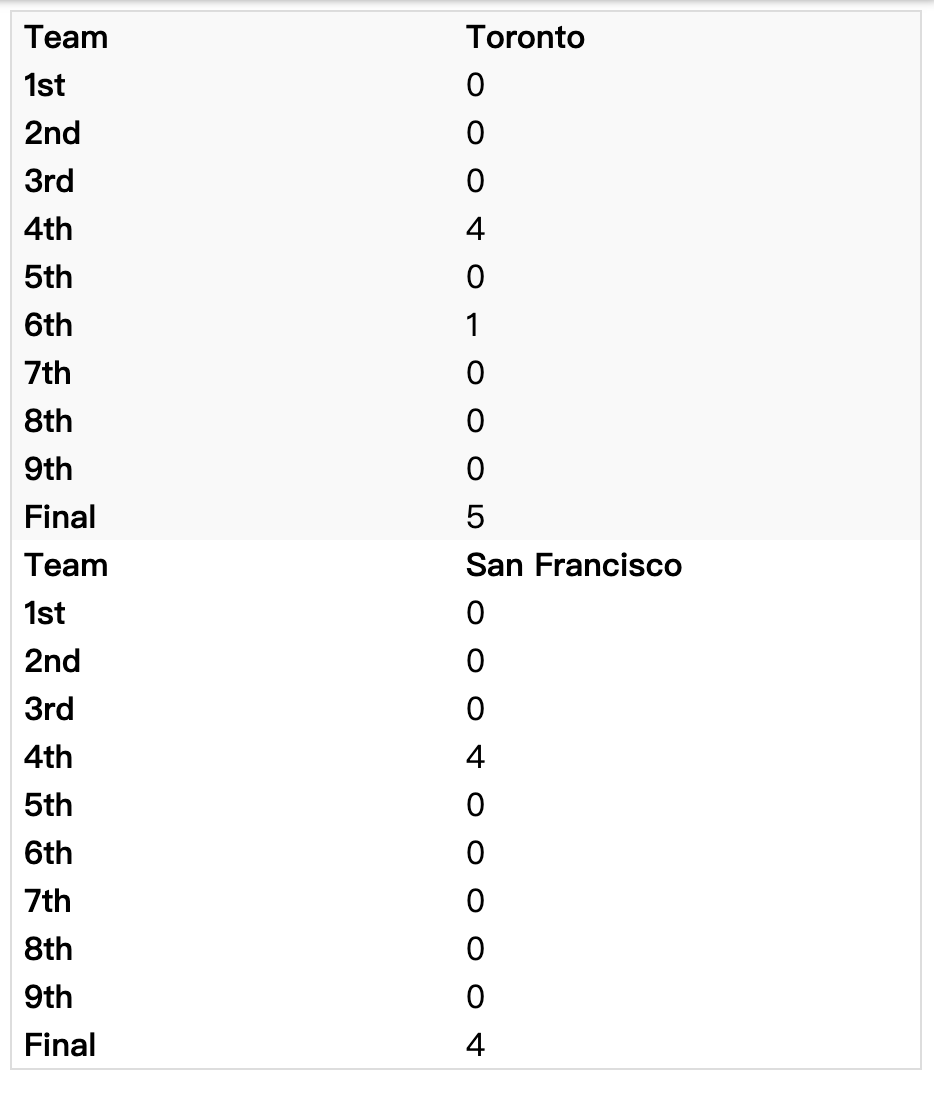 Team Toronto
1st 0
2nd 0
3rd 0
4th 4
5th 0
6th 1
7th 0
8th 0
9th 0
Final 5
Team San Francisco
1st 0
2nd 0
3rd 0
4th 4
5th 0
6th 0
7th 0
8th 0
9th 0
Final 4